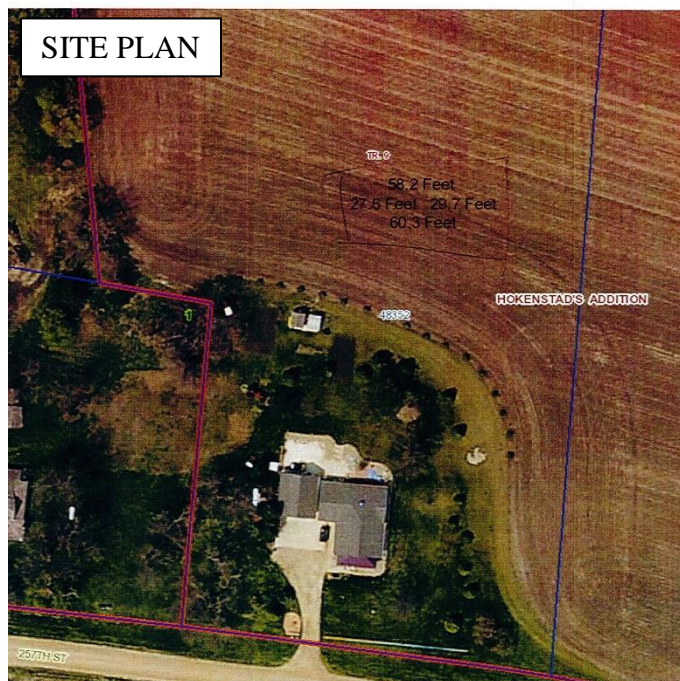 SITE PLAN
TR. 9
58.2 Feet
27.6 Feet 29.7 Feet
60.3 Feet
HOKENSTAD'S ADDITION
48352
257TH ST